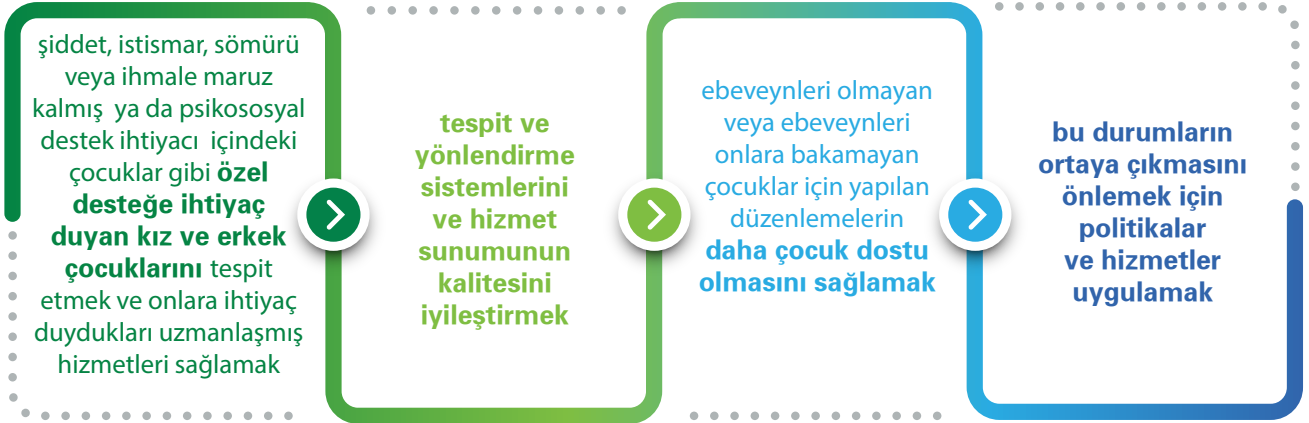 şiddet, istismar, sömürü
veya ihmale maruz
kalmış ya da psikososyal
destek ihtiyacı içindeki
çocuklar gibi özel
desteğe ihtiyaç
duyan kız ve erkek
çocuklarını tespit
etmek ve onlara ihtiyaç
duydukları uzmanlaşmış
hizmetleri sağlamak
tespit ve
yönlendirme
sistemlerini
ve hizmet
sunumunun
kalitesini
iyileştirmek
ebeveynleri olmayan
veya ebeveynleri
onlara bakamayan
çocuklar için yapılan
düzenlemelerin
daha çocuk dostu
olmasını sağlamak
bu durumların
ortaya çıkmasını
önlemek için
politikalar
ve hizmetler
uygulamak